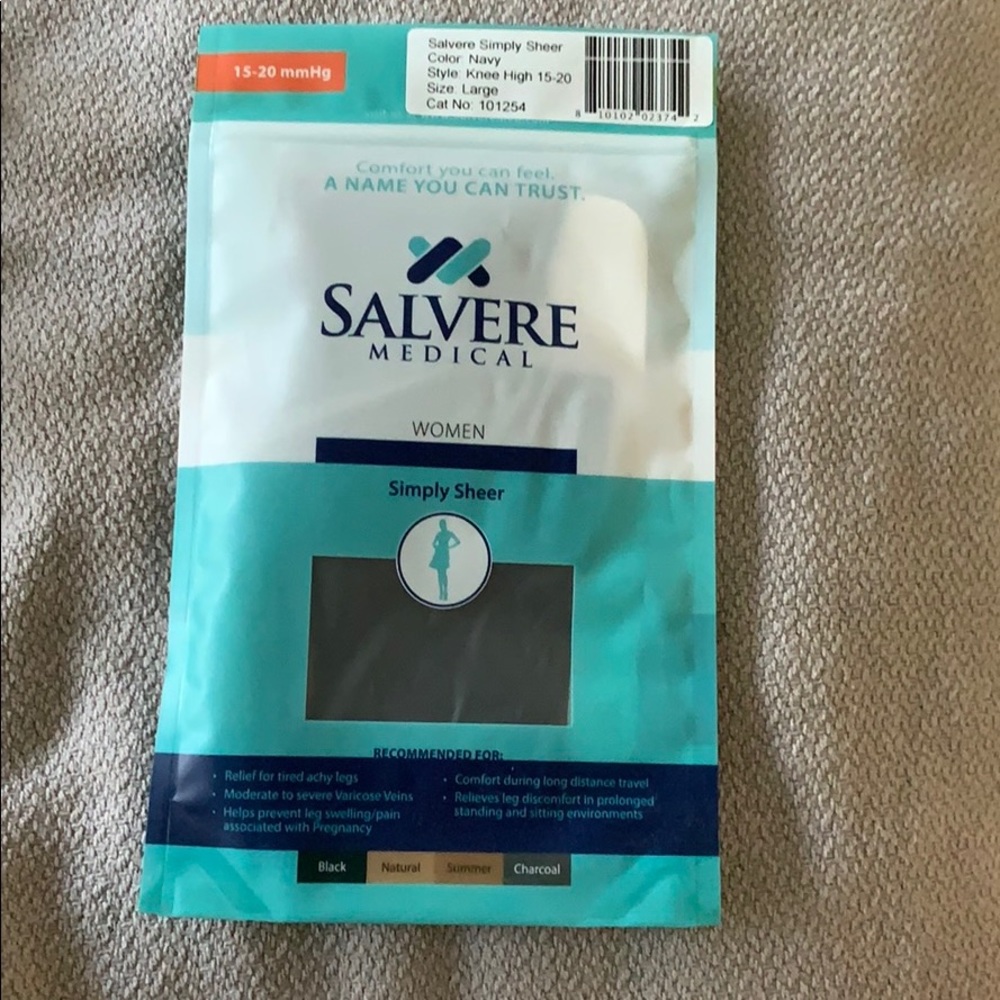 15-20 mmHg
Salvere Simply Sheer
Color: Navy
Style: Knee High 15-20
Size: Large
Cat No: 101254
8 10102 02374 2
Comfort you can feel.
A NAME YOU CAN TRUST.
SALVERE
MEDICAL
WOMEN
Simply Sheer
RECOMMENDED FOR:
• Relief for tired achy legs
• Moderate to severe Varicose Veins
• Helps prevent leg swelling/pain
associated with Pregnancy
• Comfort during long distance travel
• Relieves leg discomfort in prolonged
standing and sitting environments
Black Natural Summer Charcoal